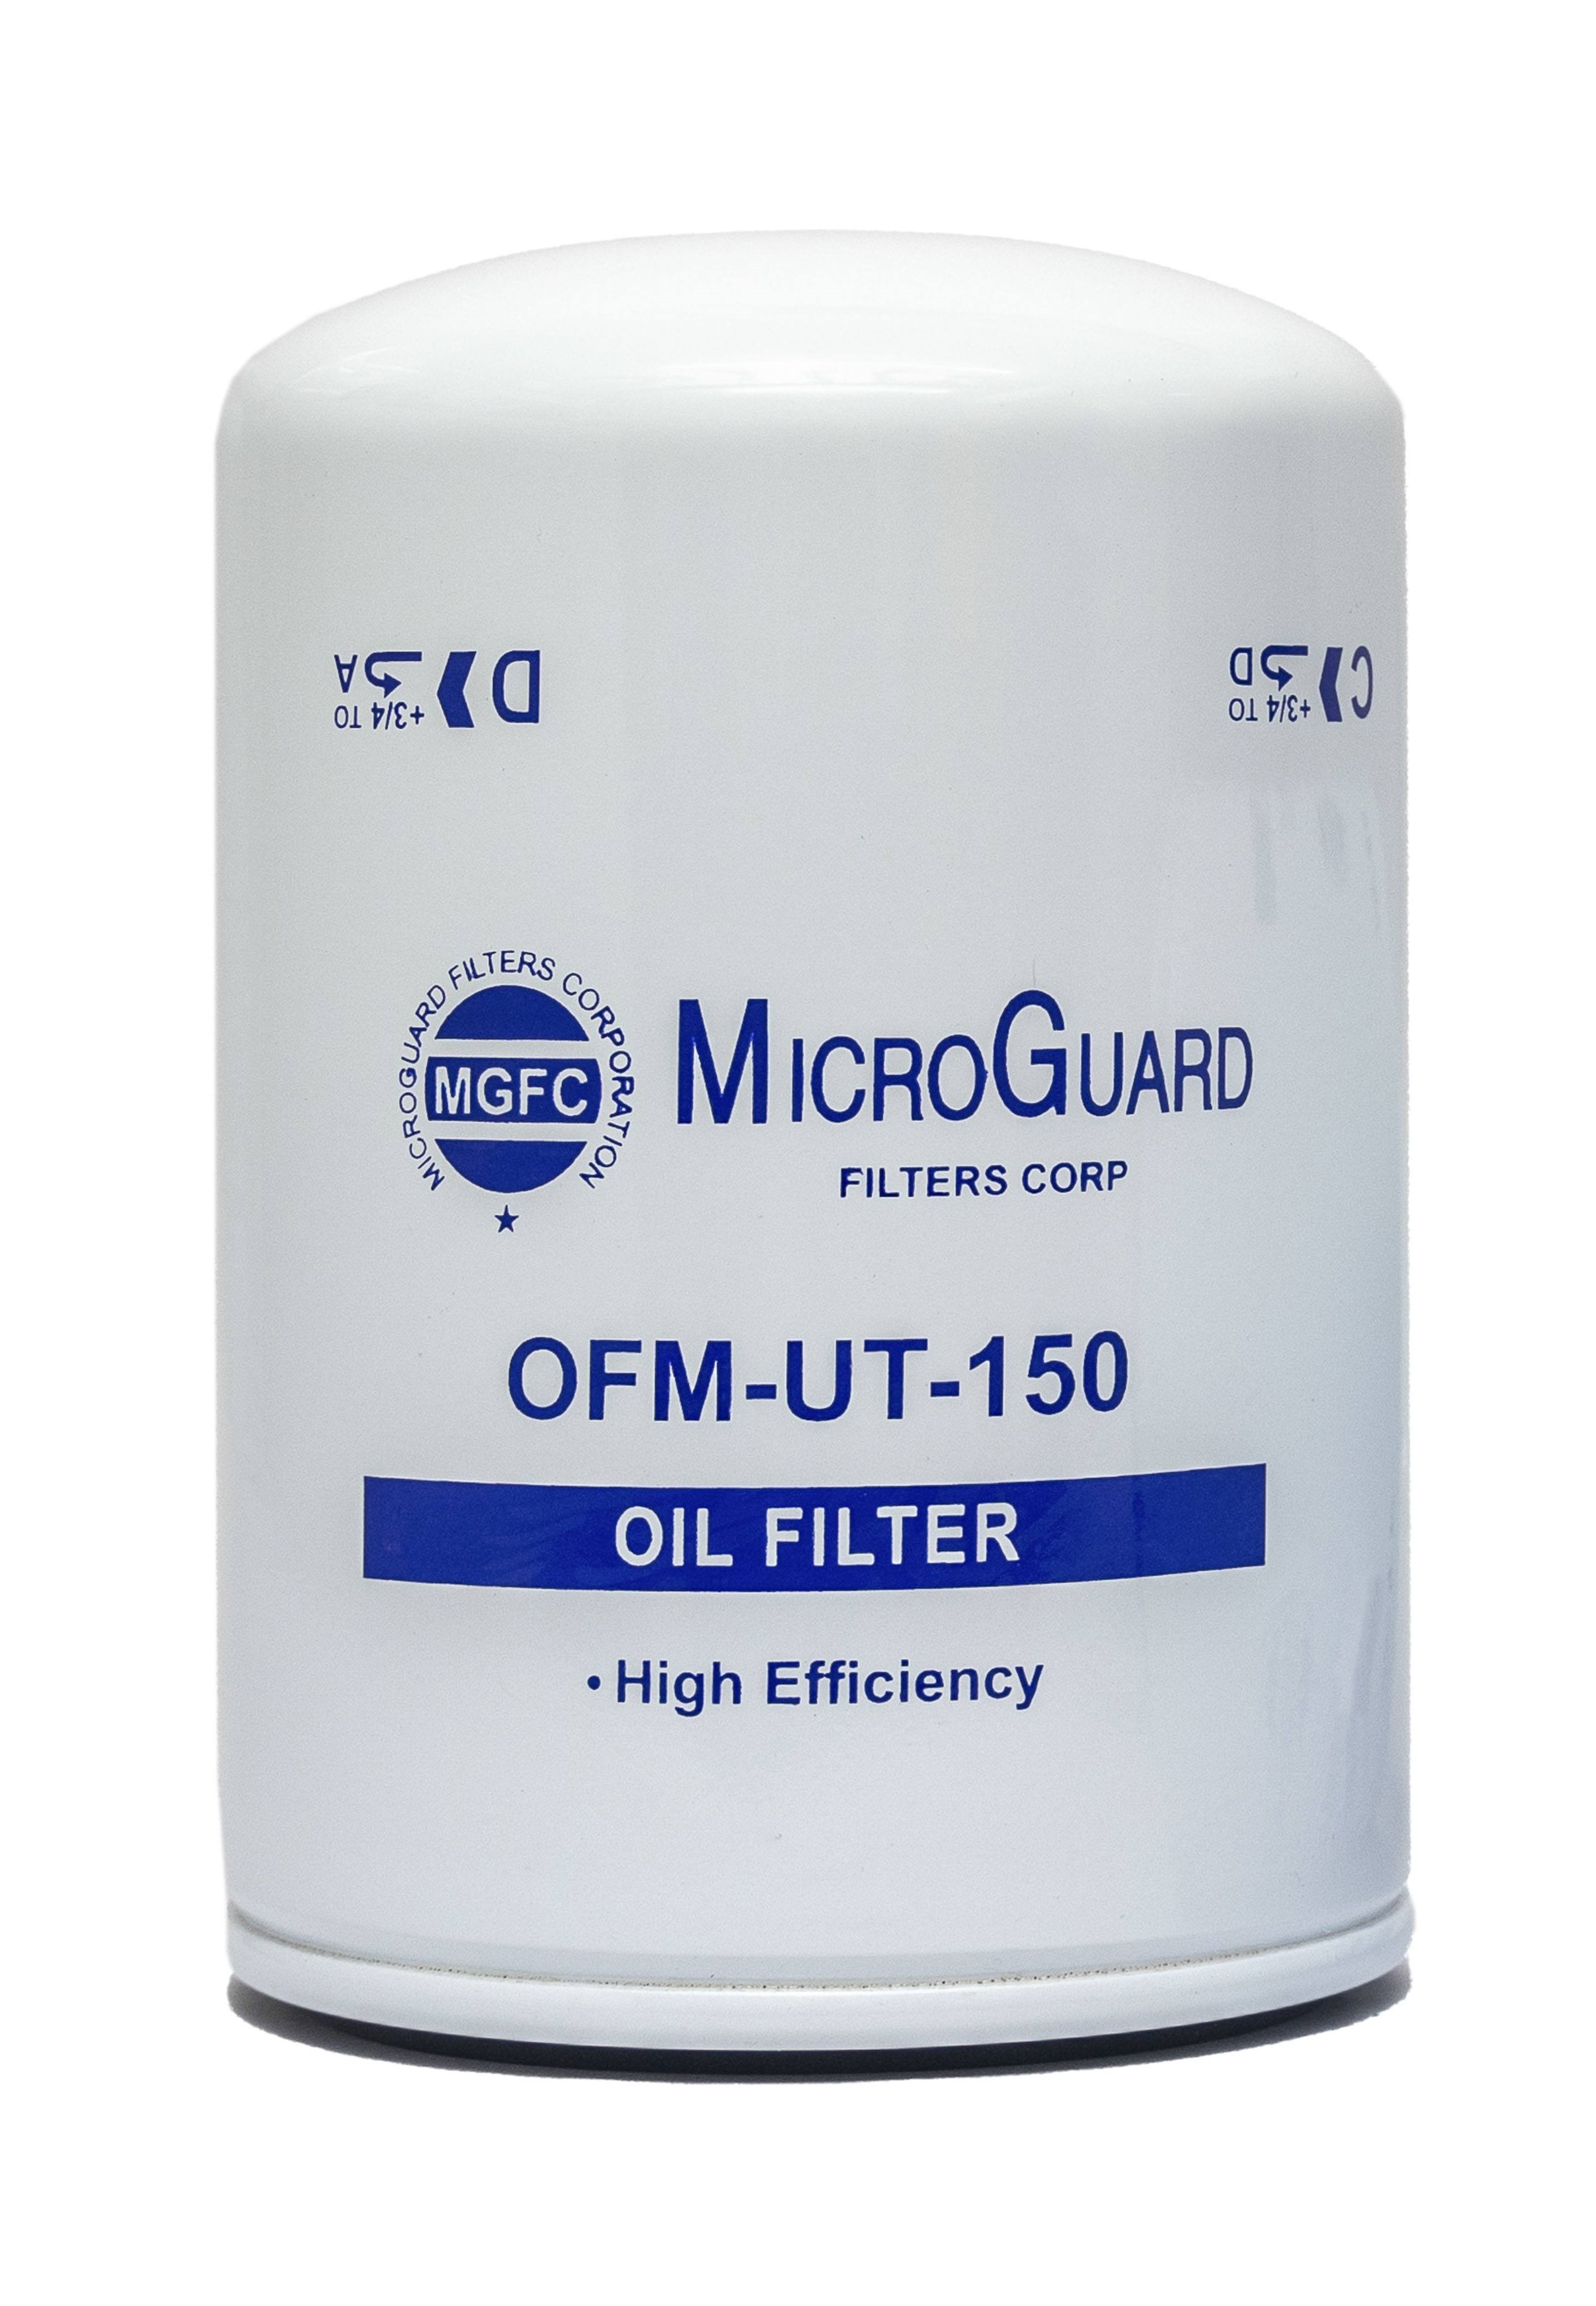 D +3/4 TO A
C +3/4 TO D
MICROGUARD FILTERS CORPORATION
MGFC
MICROGUARD
FILTERS CORP
OFM-UT-150
OIL FILTER
• High Efficiency